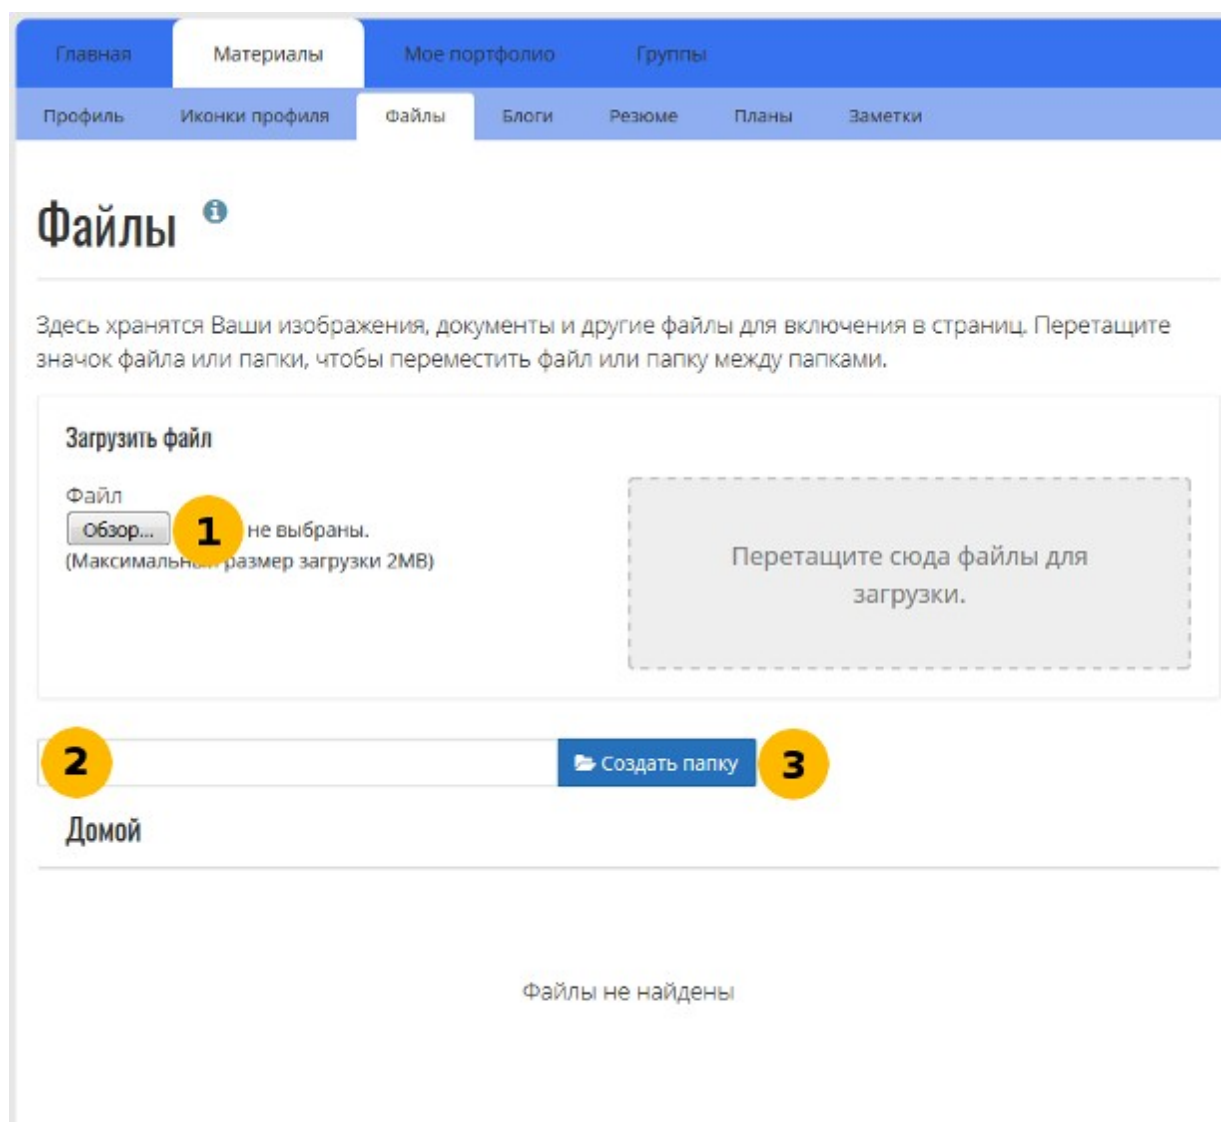 Главная Материалы Мое портфолио Группы
Профиль Иконки профиля Файлы Блоги Резюме Планы Заметки
Файлы
Здесь хранятся Ваши изображения, документы и другие файлы для включения в страниц. Перетащите
значок файла или папки, чтобы переместить файл или папку между папками.
Загрузить файл
Файл
Обзор... 1 не выбраны.
(Максимальный размер загрузки 2MB)
Перетащите сюда файлы для
загрузки.
2 Создать папку 3
Домой
Файлы не найдены